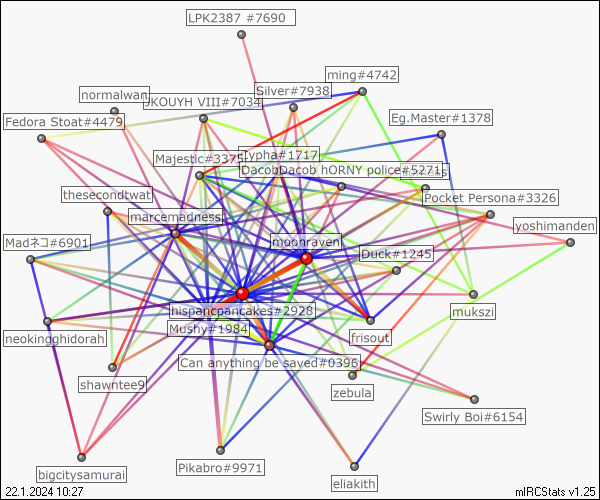 LPK2387 #7690
ming#4742
Silver#7938
normalwan
JKOUYH VIII#7034
Eg.Master#1378
Fedora Stoat#4479
Cypha#1717
Majestic#3375
DacobDacob hORNY police#5271
Pocket Persona#3326
thesecondtwat
marcemadness
yoshimanden
moonraven
Madネコ#6901
Duck#1245
mukszi
hispancpancakes#2928
Mushy#1984
neokingghidorah
frisout
Can anything be saved#0396
shawntee9
zebula
Swirly Boi#6154
bigcitysamurai
Pikabro#9971
eliakith
22.1.2024 10:27
mIRCStats v1.25